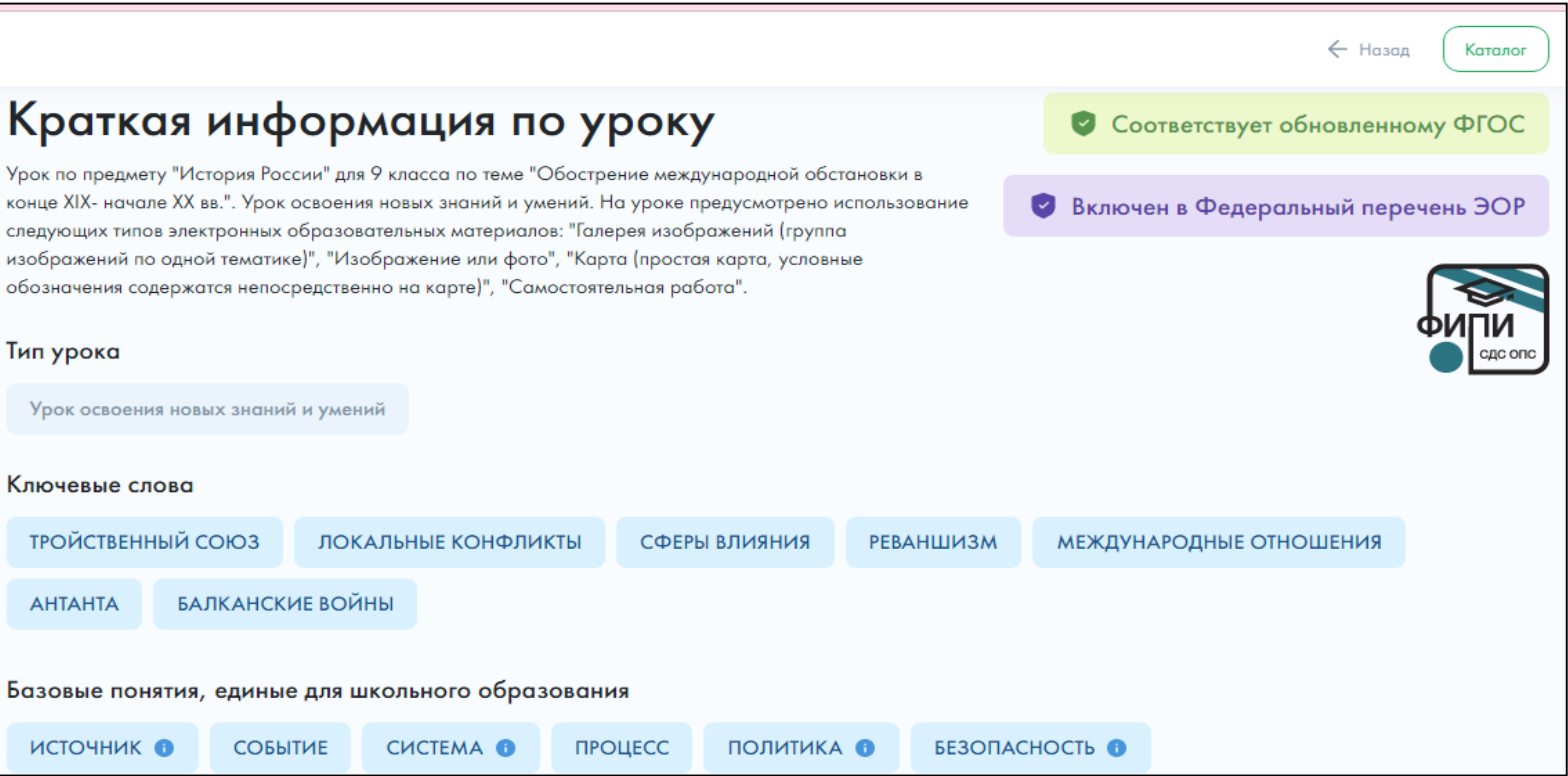 ← Назад Каталог
Краткая информация по уроку
Соответствует обновленному ФГОС
Урок по предмету "История России" для 9 класса по теме "Обострение международной обстановки в
конце XIX- начале XX вв.". Урок освоения новых знаний и умений. На уроке предусмотрено использование
следующих типов электронных образовательных материалов: "Галерея изображений (группа
изображений по одной тематике)", "Изображение или фото", "Карта (простая карта, условные
обозначения содержатся непосредственно на карте)", "Самостоятельная работа".
Включен в Федеральный перечень ЭОР
ФИПИ
СДС ОПС
Тип урока
Урок освоения новых знаний и умений
Ключевые слова
ТРОЙСТВЕННЫЙ СОЮЗ ЛОКАЛЬНЫЕ КОНФЛИКТЫ СФЕРЫ ВЛИЯНИЯ РЕВАНШИЗМ МЕЖДУНАРОДНЫЕ ОТНОШЕНИЯ
АНТАНТА БАЛКАНСКИЕ ВОЙНЫ
Базовые понятия, единые для школьного образования
ИСТОЧНИК СОБЫТИЕ СИСТЕМА ПРОЦЕСС ПОЛИТИКА БЕЗОПАСНОСТЬ